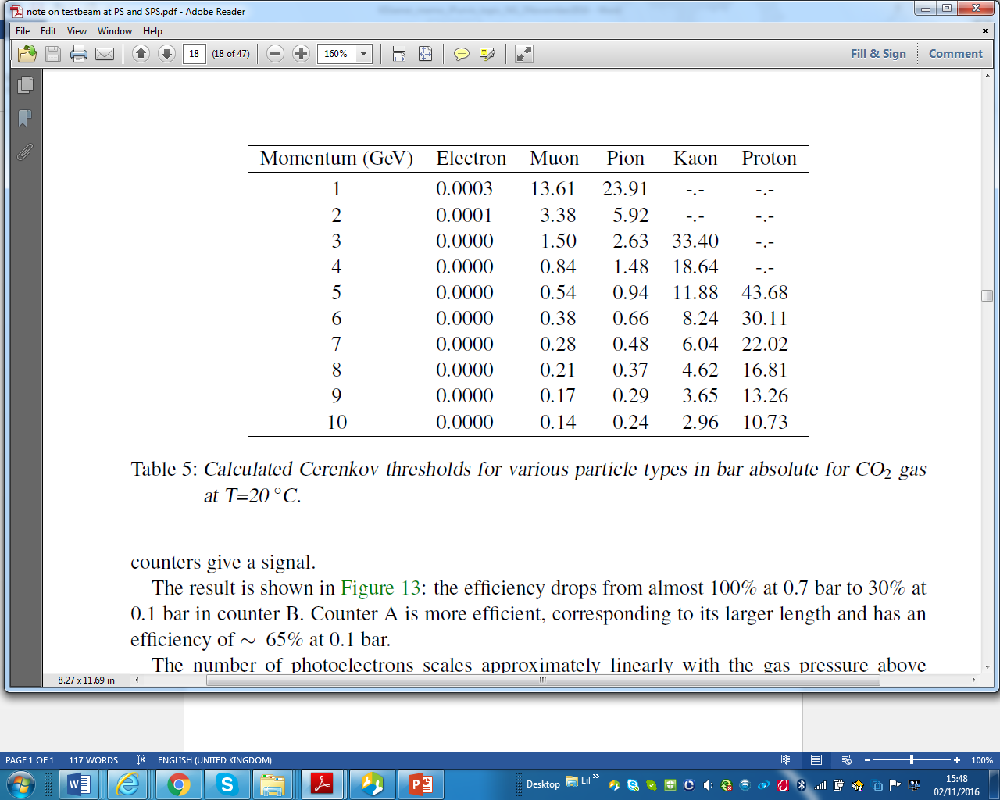 note on testbeam at PS and SPS.pdf - Adobe Reader
File Edit View Window Help
18 (18 of 47) 160% Fill & Sign Comment
Momentum (GeV) Electron Muon Pion Kaon Proton
1 0.0003 13.61 23.91 -.- -.-
2 0.0001 3.38 5.92 -.- -.-
3 0.0000 1.50 2.63 33.40 -.-
4 0.0000 0.84 1.48 18.64 -.-
5 0.0000 0.54 0.94 11.88 43.68
6 0.0000 0.38 0.66 8.24 30.11
7 0.0000 0.28 0.48 6.04 22.02
8 0.0000 0.21 0.37 4.62 16.81
9 0.0000 0.17 0.29 3.65 13.26
10 0.0000 0.14 0.24 2.96 10.73
Table 5: Calculated Cerenkov thresholds for various particle types in bar absolute for CO₂ gas
at T=20 °C.
counters give a signal.
The result is shown in Figure 13: the efficiency drops from almost 100% at 0.7 bar to 30% at
0.1 bar in counter B. Counter A is more efficient, corresponding to its larger length and has an
efficiency of ∼ 65% at 0.1 bar.
The number of photoelectrons scales approximately linearly with the gas pressure above
8.27 x 11.69 in
PAGE 1 OF 1 117 WORDS ENGLISH (UNITED KINGDOM) 100%
Desktop Lil » 15:48
02/11/2016